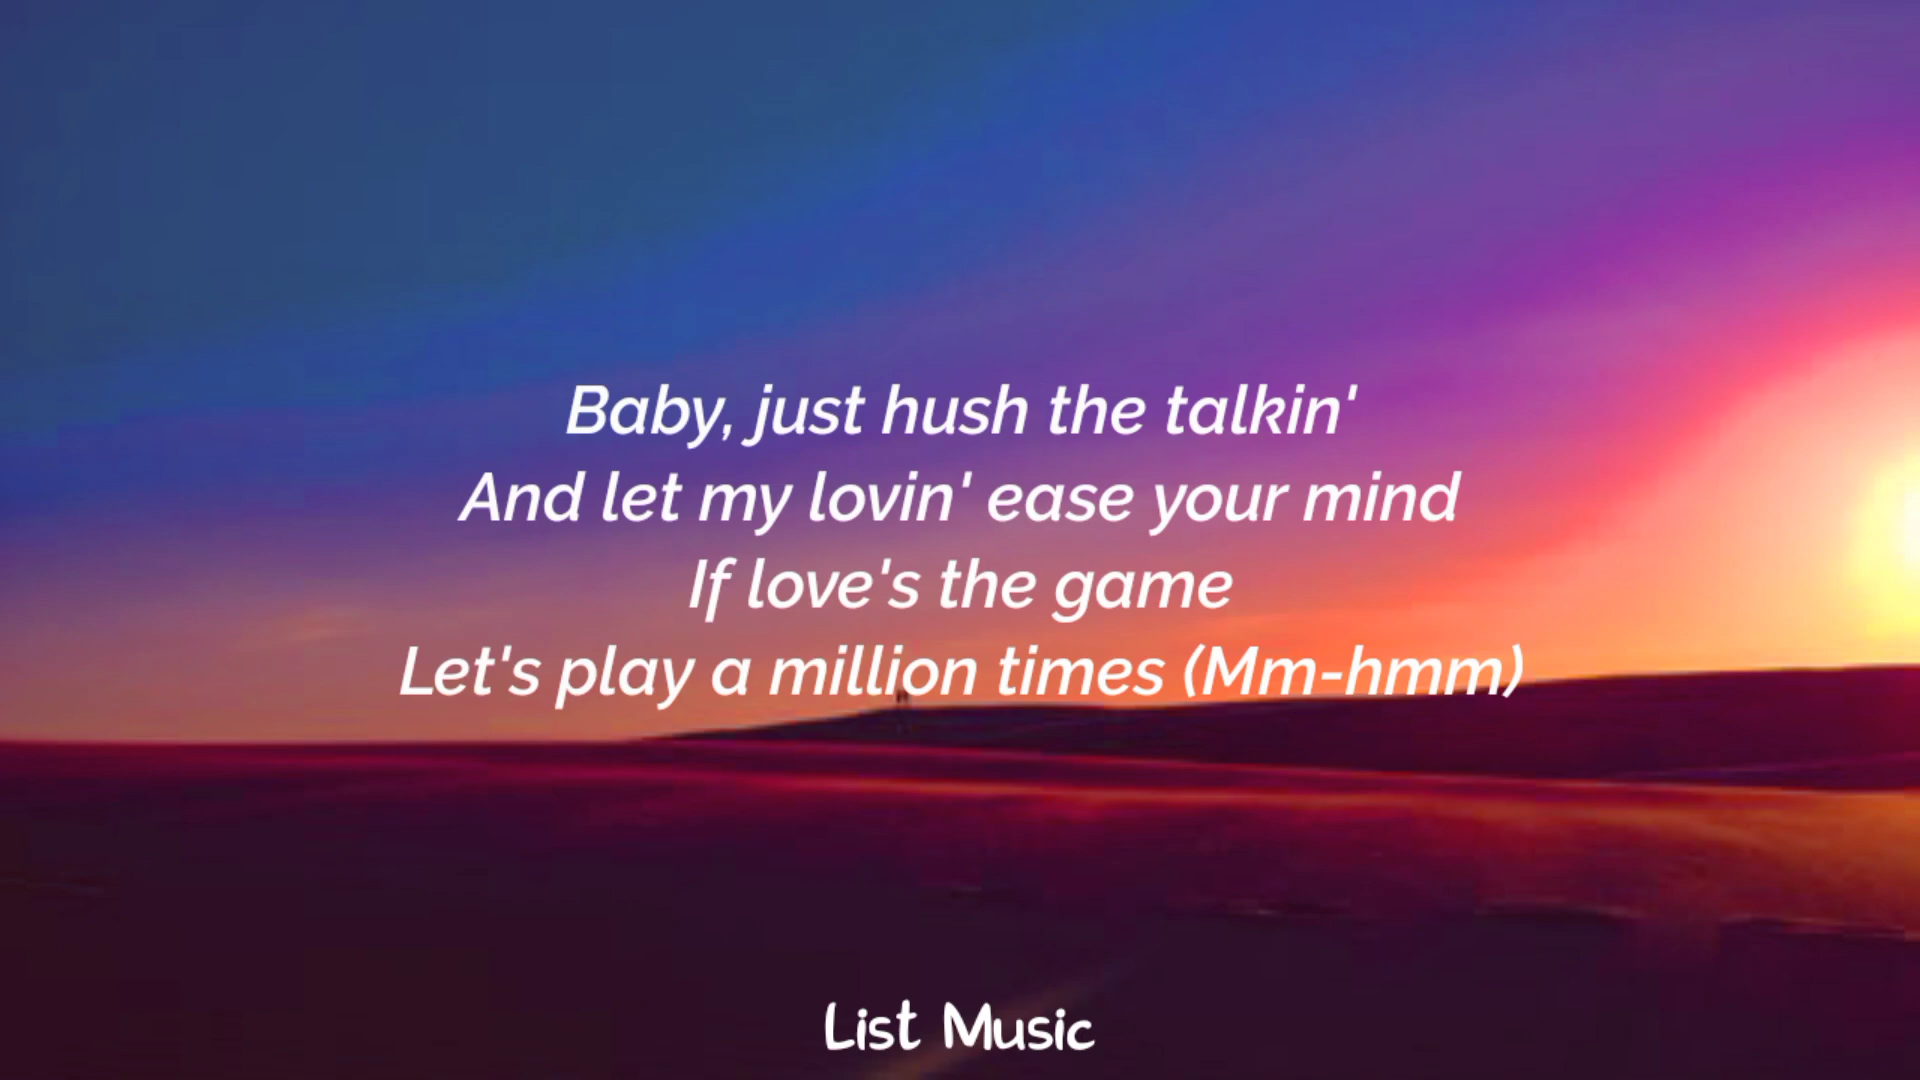 Baby, just hush the talkin'
And let my lovin' ease your mind
If love's the game
Let's play a million times (Mm-hmm)
List Music